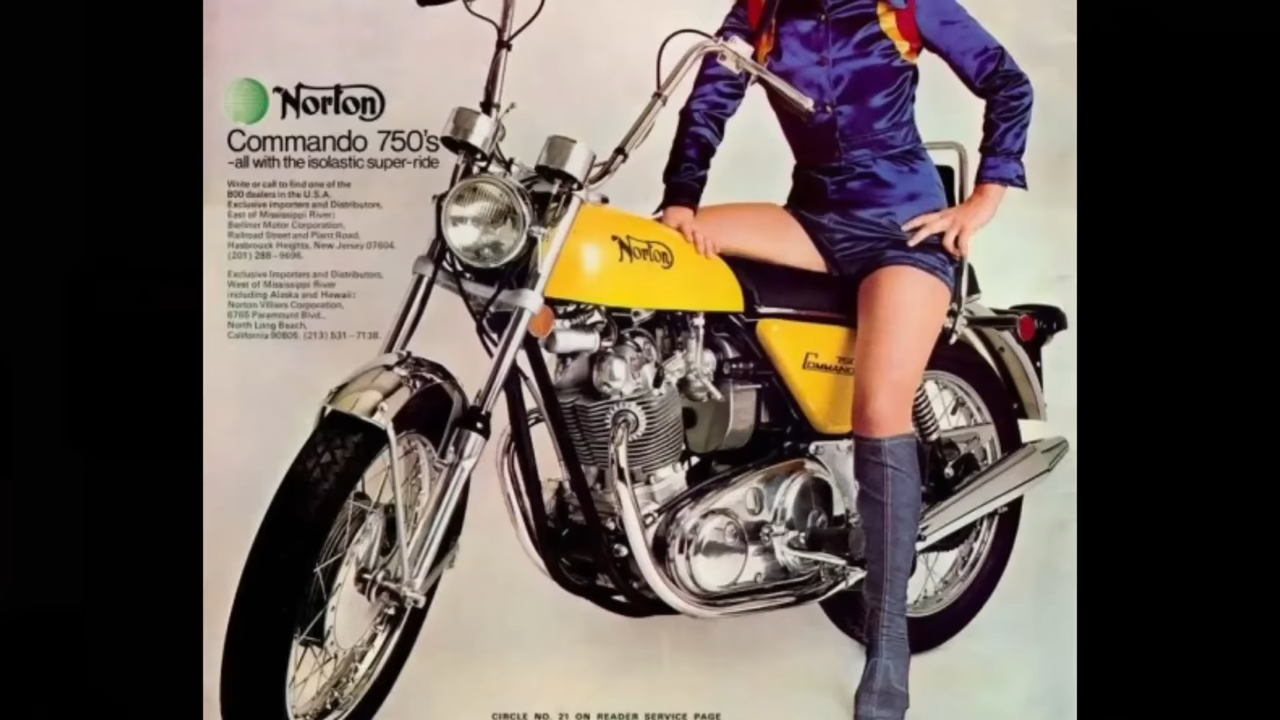 Norton
Commando 750's
-all with the isolastic super-ride
Write or call to find one of the
800 dealers in the U.S.A.
Exclusive importers and Distributors,
East of Mississippi River:
Berliner Motor Corporation,
Railroad Street and Plant Road,
Hasbrouck Heights, New Jersey 07604.
(201) 288-9696.
Exclusive Importers and Distributors,
West of Mississippi River
including Alaska and Hawaii:
Norton Villiers Corporation,
6765 Paramount Blvd.,
North Long Beach,
California 90805. (213) 531-7138.
Norton
750
COMMANDO
CIRCLE NO. 21 ON READER SERVICE PAGE